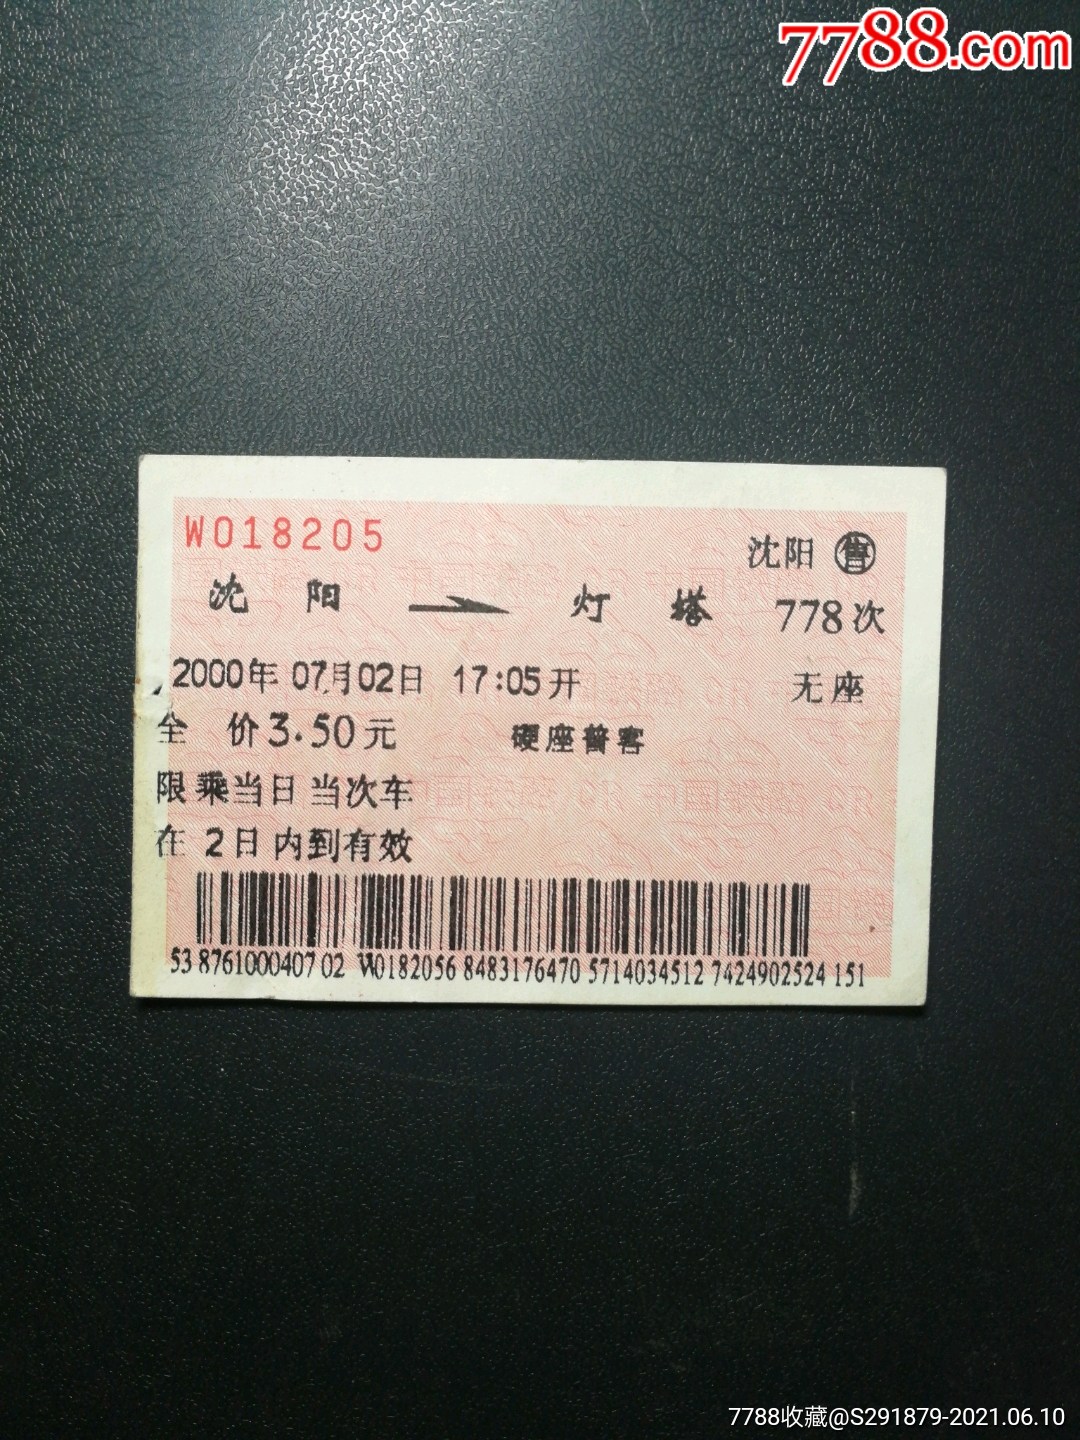 7788.com
W018205
沈阳 售
沈 阳 灯 塔
778次
2000年 07月02日 17:05开 无座
全 价3.50元 硬座普客
限乘当日当次车
在 2日内到有效
53 8761000407 02 W0182056 8483176470 5714034512 7424902524 151
7788收藏@S291879-2021.06.10